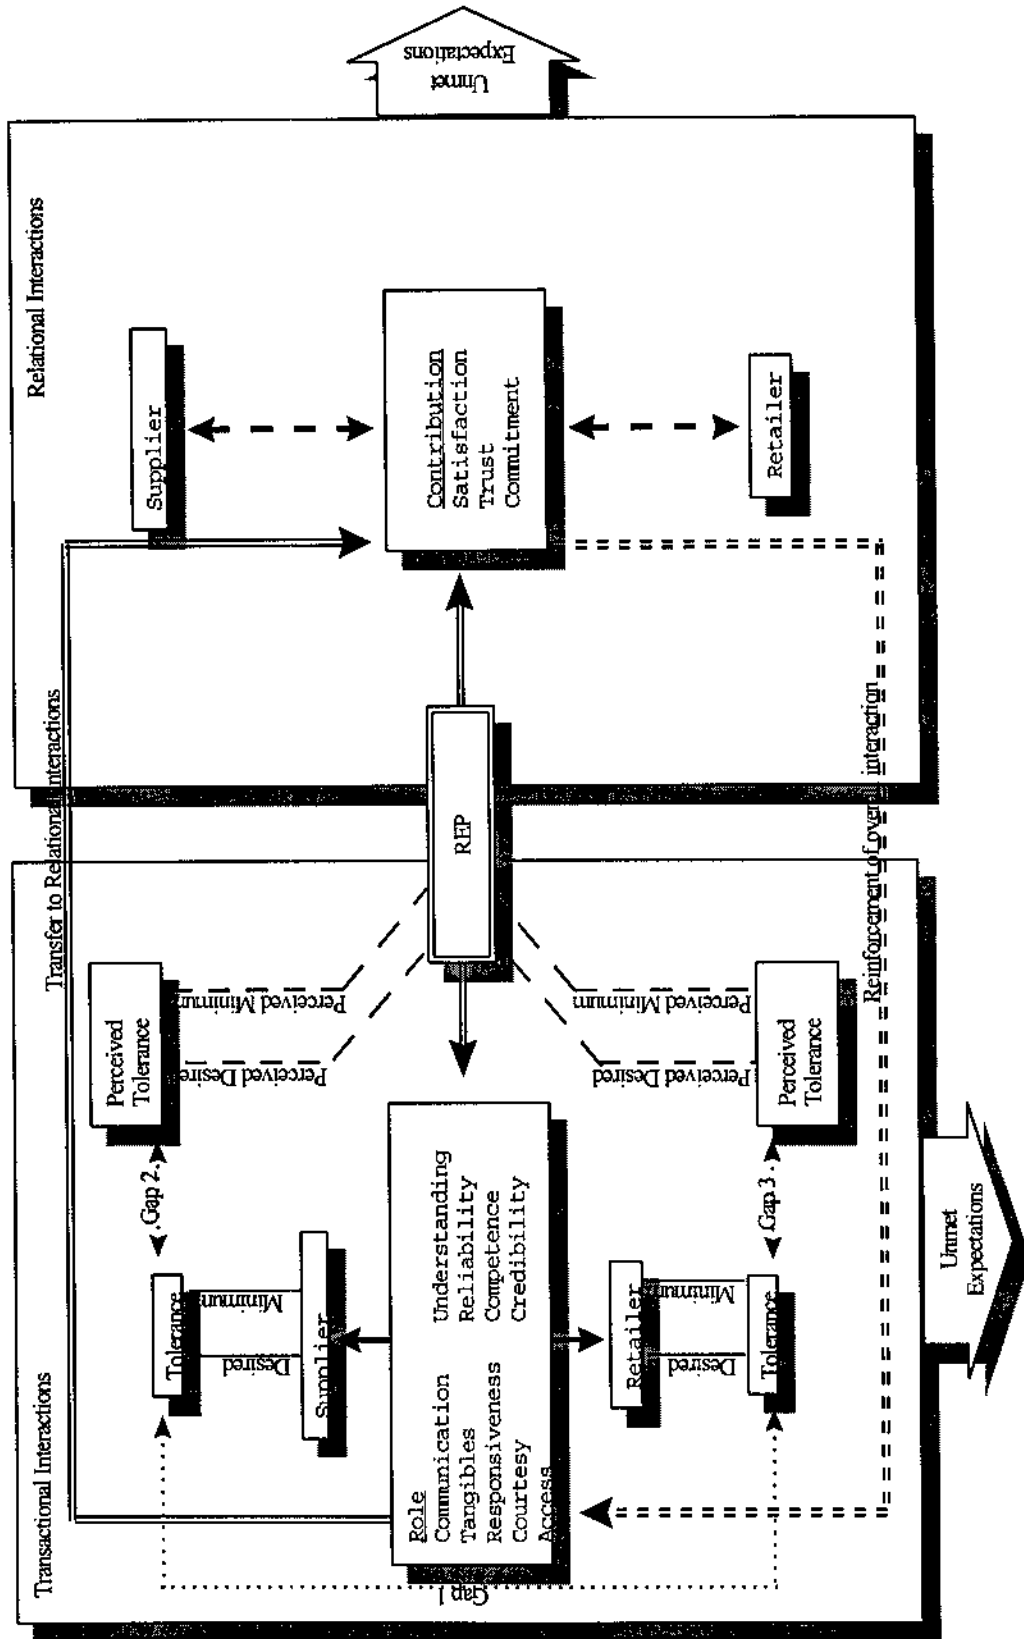 Transactional Interactions
Gap 1
Tolerance
Desired
Minimum
Supplier
.Gap 2.
Perceived
Tolerance
Perceived Desired
Perceived Minimum
Role
Communication Understanding
Tangibles Reliability
Responsiveness Competence
Courtesy Credibility
Access
Retailer
Desired
Minimum
Tolerance
.Gap 3.
Perceived
Tolerance
Perceived Desired
Perceived Minimum
Unmet
Expectations
REP
Transfer to Relational Interactions
Reinforcement of over interaction
Relational Interactions
Supplier
Contribution
Satisfaction
Trust
Commitment
Retailer
Unmet
Expectations